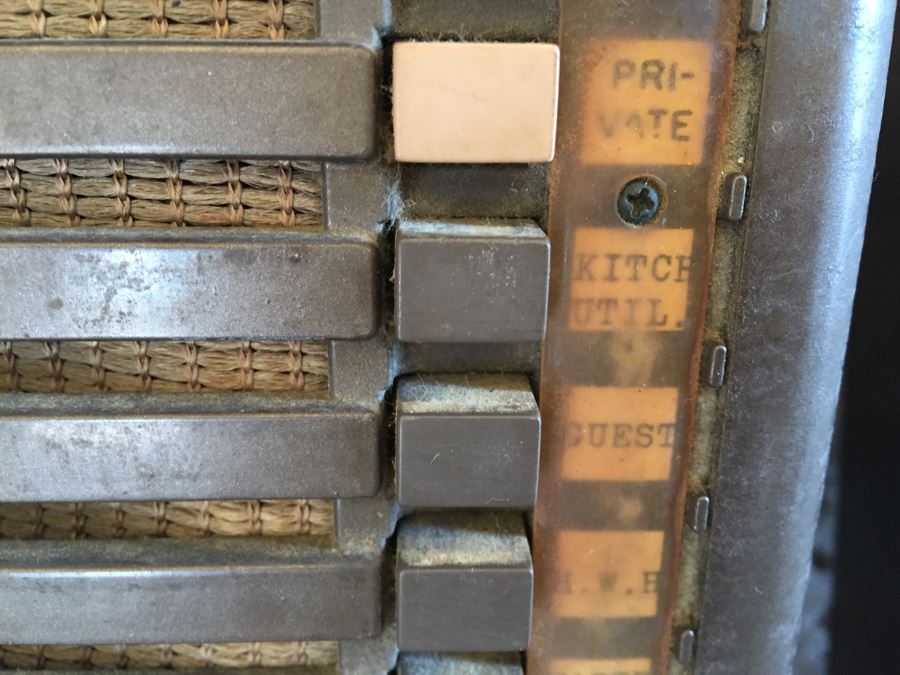 PRI-
VATE
KITCH
UTIL.
GUEST